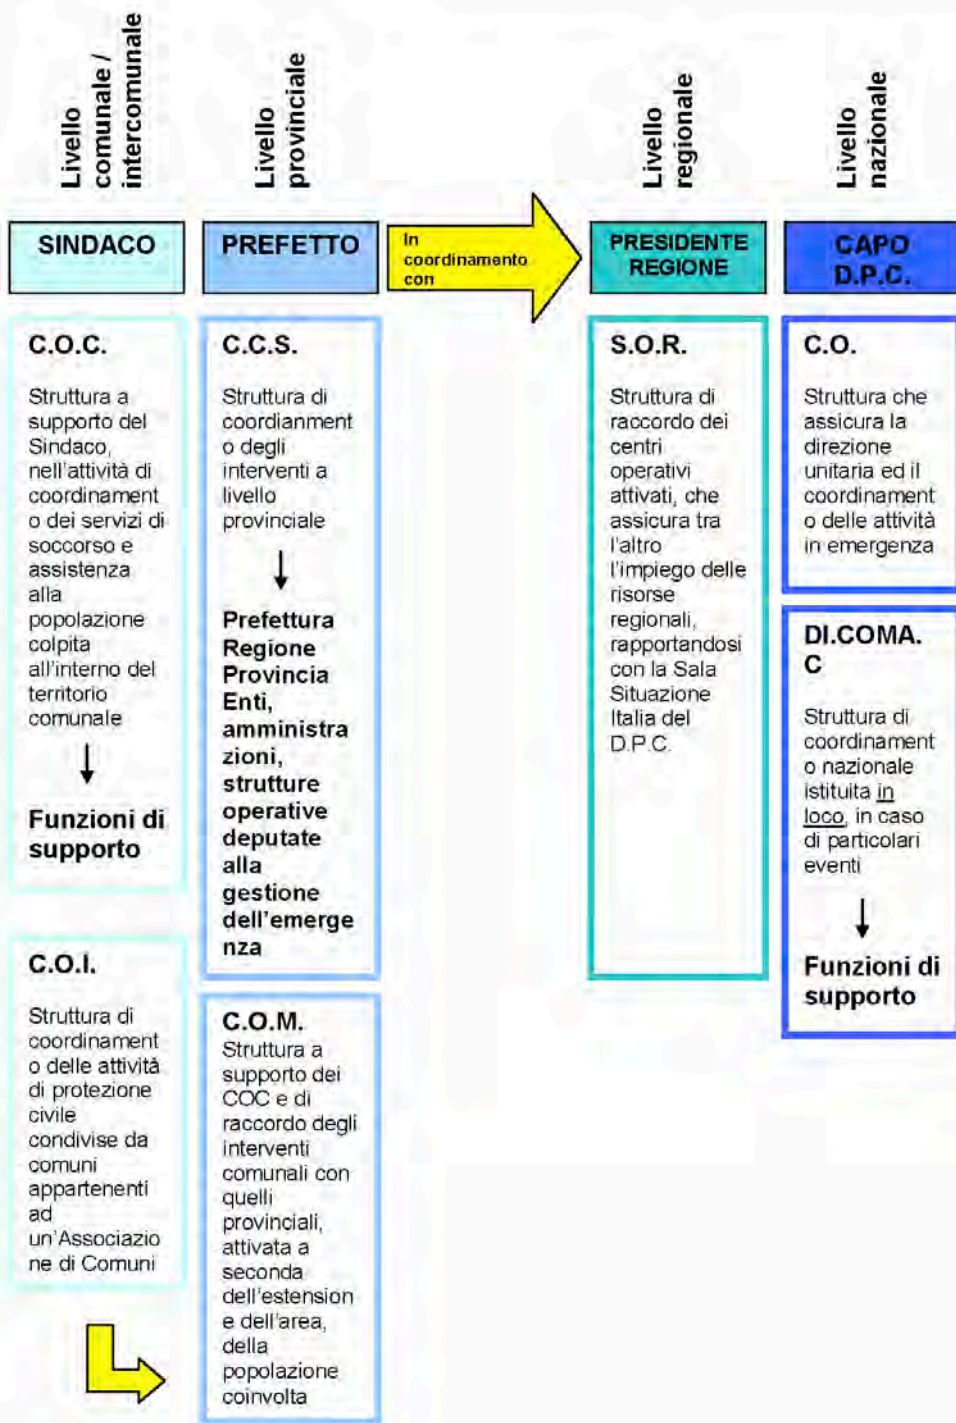 Livello
comunale /
intercomunale
Livello
provinciale
Livello
regionale
Livello
nazionale
SINDACO
PREFETTO
In
coordinamento
con
PRESIDENTE
REGIONE
CAPO
D.P.C.
C.O.C.
Struttura a
supporto del
Sindaco,
nell'attività di
coordinament
o dei servizi di
soccorso e
assistenza
alla
popolazione
colpita
all'interno del
territorio
comunale
Funzioni di
supporto
C.O.I.
Struttura di
coordinament
o delle attività
di protezione
civile
condivise da
comuni
appartenenti
ad
un'Associazio
ne di Comuni
C.C.S.
Struttura di
coordianment
o degli
interventi a
livello
provinciale
Prefettura
Regione
Provincia
Enti,
amministra
zioni,
strutture
operative
deputate
alla
gestione
dell'emerge
nza
C.O.M.
Struttura a
supporto dei
COC e di
raccordo degli
interventi
comunali con
quelli
provinciali,
attivata a
seconda
dell'estension
e dell'area,
della
popolazione
coinvolta
S.O.R.
Struttura di
raccordo dei
centri
operativi
attivati, che
assicura tra
l'altro
l'impiego delle
risorse
regionali,
rapportandosi
con la Sala
Situazione
Italia del
D.P.C.
C.O.
Struttura che
assicura la
direzione
unitaria ed il
coordinament
o delle attività
in emergenza
DI.COMA.
C
Struttura di
coordinament
o nazionale
istituita in
loco, in caso
di particolari
eventi
Funzioni di
supporto